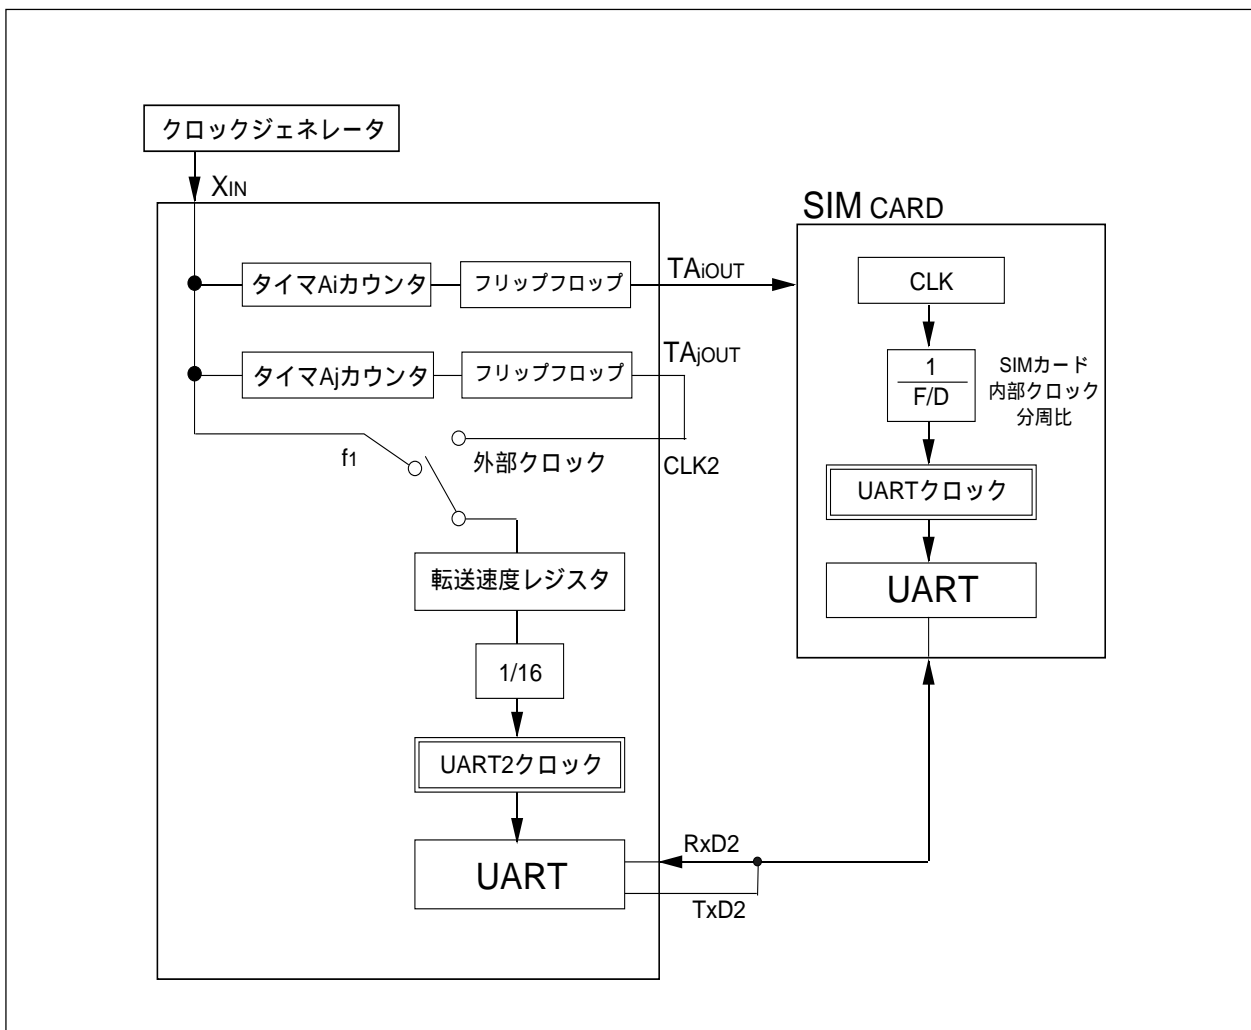 クロックジェネレータ
XIN
SIM CARD
タイマAiカウンタ
フリップフロップ
TAiOUT
CLK
タイマAjカウンタ
フリップフロップ
TAjOUT
1
F/D
SIMカード
内部クロック
分周比
f1
外部クロック
CLK2
UARTクロック
転送速度レジスタ
UART
1/16
UART2クロック
UART
RxD2
TxD2